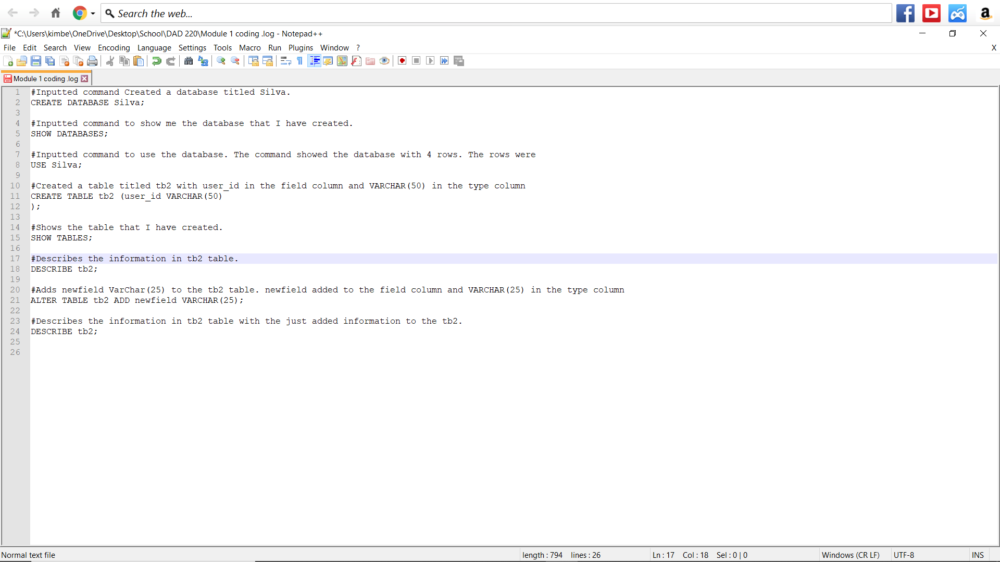 Search the web...
*C:\Users\kimbe\OneDrive\Desktop\School\DAD 220\Module 1 coding .log - Notepad++
File Edit Search View Encoding Language Settings Tools Macro Run Plugins Window ? X
Module 1 coding .log
1 #Inputted command Created a database titled Silva.
2 CREATE DATABASE Silva;
3
4 #Inputted command to show me the database that I have created.
5 SHOW DATABASES;
6
7 #Inputted command to use the database. The command showed the database with 4 rows. The rows were
8 USE Silva;
9
10 #Created a table titled tb2 with user_id in the field column and VARCHAR(50) in the type column
11 CREATE TABLE tb2 (user_id VARCHAR(50)
12 );
13
14 #Shows the table that I have created.
15 SHOW TABLES;
16
17 #Describes the information in tb2 table.
18 DESCRIBE tb2;
19
20 #Adds newfield VarChar(25) to the tb2 table. newfield added to the field column and VARCHAR(25) in the type column
21 ALTER TABLE tb2 ADD newfield VARCHAR(25);
22
23 #Describes the information in tb2 table with the just added information to the tb2.
24 DESCRIBE tb2;
25
26
Normal text file length : 794 lines : 26 Ln : 17 Col : 18 Sel : 0 | 0 Windows (CR LF) UTF-8 INS